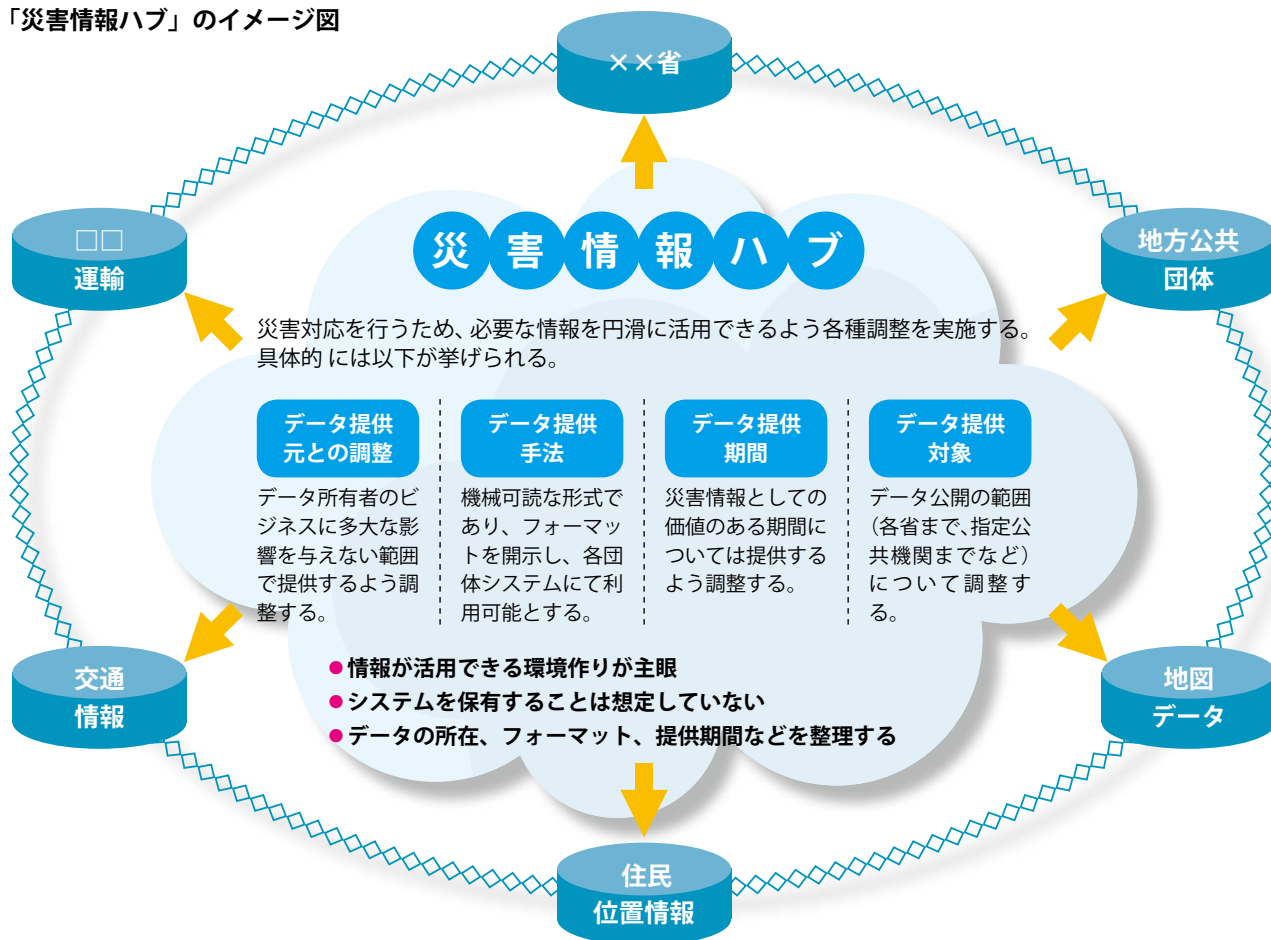 「災害情報ハブ」のイメージ図
××省
□□
運輸
地方公共
団体
災害情報ハブ
災害対応を行うため、必要な情報を円滑に活用できるよう各種調整を実施する。
具体的 には以下が挙げられる。
データ提供
元との調整
データ所有者のビ
ジネスに多大な影
響を与えない範囲
で提供するよう調
整する。
データ提供
手法
機械可読な形式で
あり、フォーマッ
トを開示し、各団
体システムにて利
用可能とする。
データ提供
期間
災害情報としての
価値のある期間に
ついては提供する
よう調整する。
データ提供
対象
データ公開の範囲
（各省まで、指定公
共機関までなど）
について調整す
る。
●情報が活用できる環境作りが主眼
●システムを保有することは想定していない
●データの所在、フォーマット、提供期間などを整理する
交通
情報
地図
データ
住民
位置情報